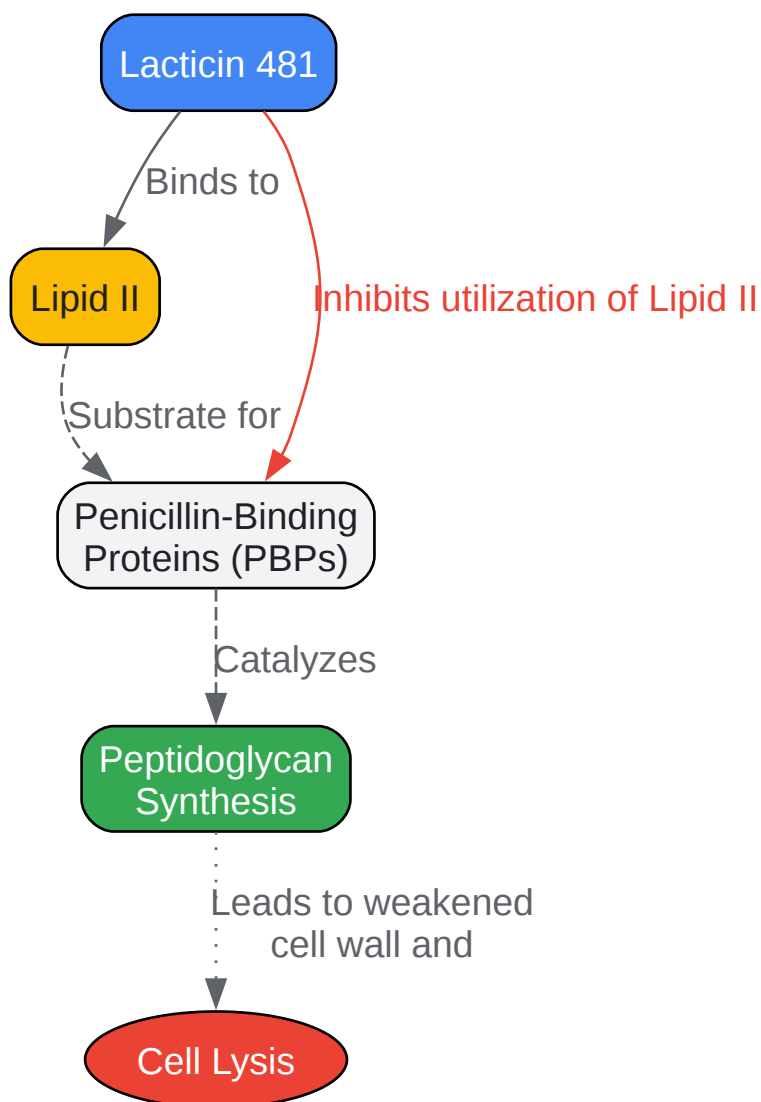 Lacticin 481
Binds to
Lipid II
Inhibits utilization of Lipid II
Substrate for
Penicillin-Binding
Proteins (PBPs)
Catalyzes
Peptidoglycan
Synthesis
Leads to weakened
cell wall and
Cell Lysis